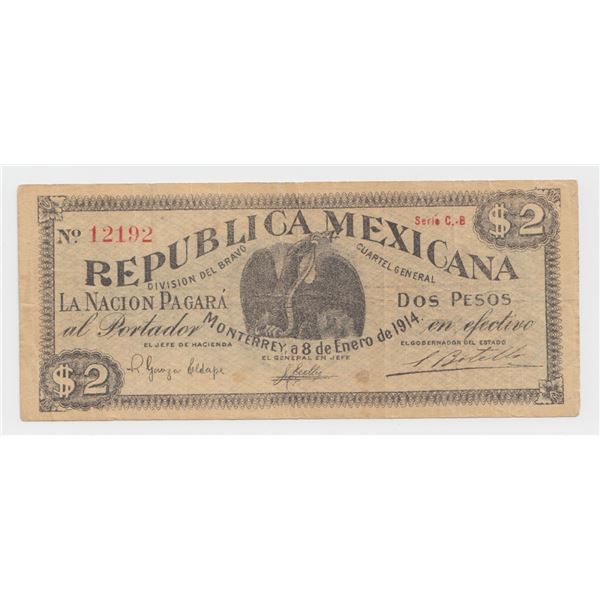 Serie C,-B
$2
Nº 12192
REPUBLICA MEXICANA
DIVISION DEL BRAVO CUARTEL GENERAL
LA NACION PAGARÁ DOS PESOS
al Portador en efectivo
MONTERREY, a 8 de Enero de 1914.
EL JEFE DE HACIENDA EL GENERAL EN JEFE EL GOBERNADOR DEL ESTADO
R Garza Eldape
$2